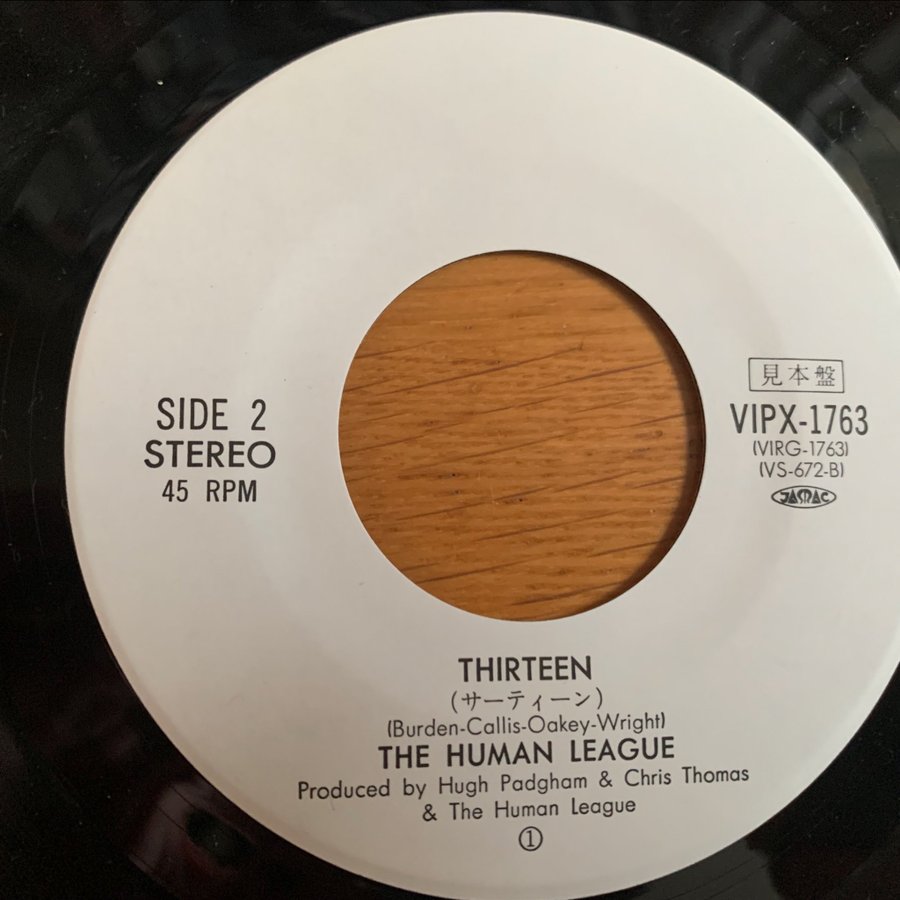 SIDE 2
STEREO
45 RPM
見本盤
VIPX-1763
(VIRG-1763)
(VS-672-B)
JASRAC
THIRTEEN
(サーティーン)
(Burden-Callis-Oakey-Wright)
THE HUMAN LEAGUE
Produced by Hugh Padgham & Chris Thomas
& The Human League
①